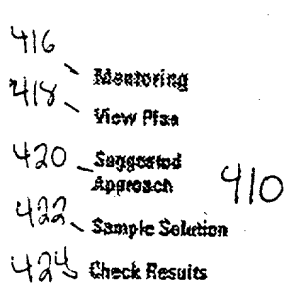 416
Mentoring
418
View Plan
420
Suggested
Approach
410
422
Sample Solution
424
Check Results